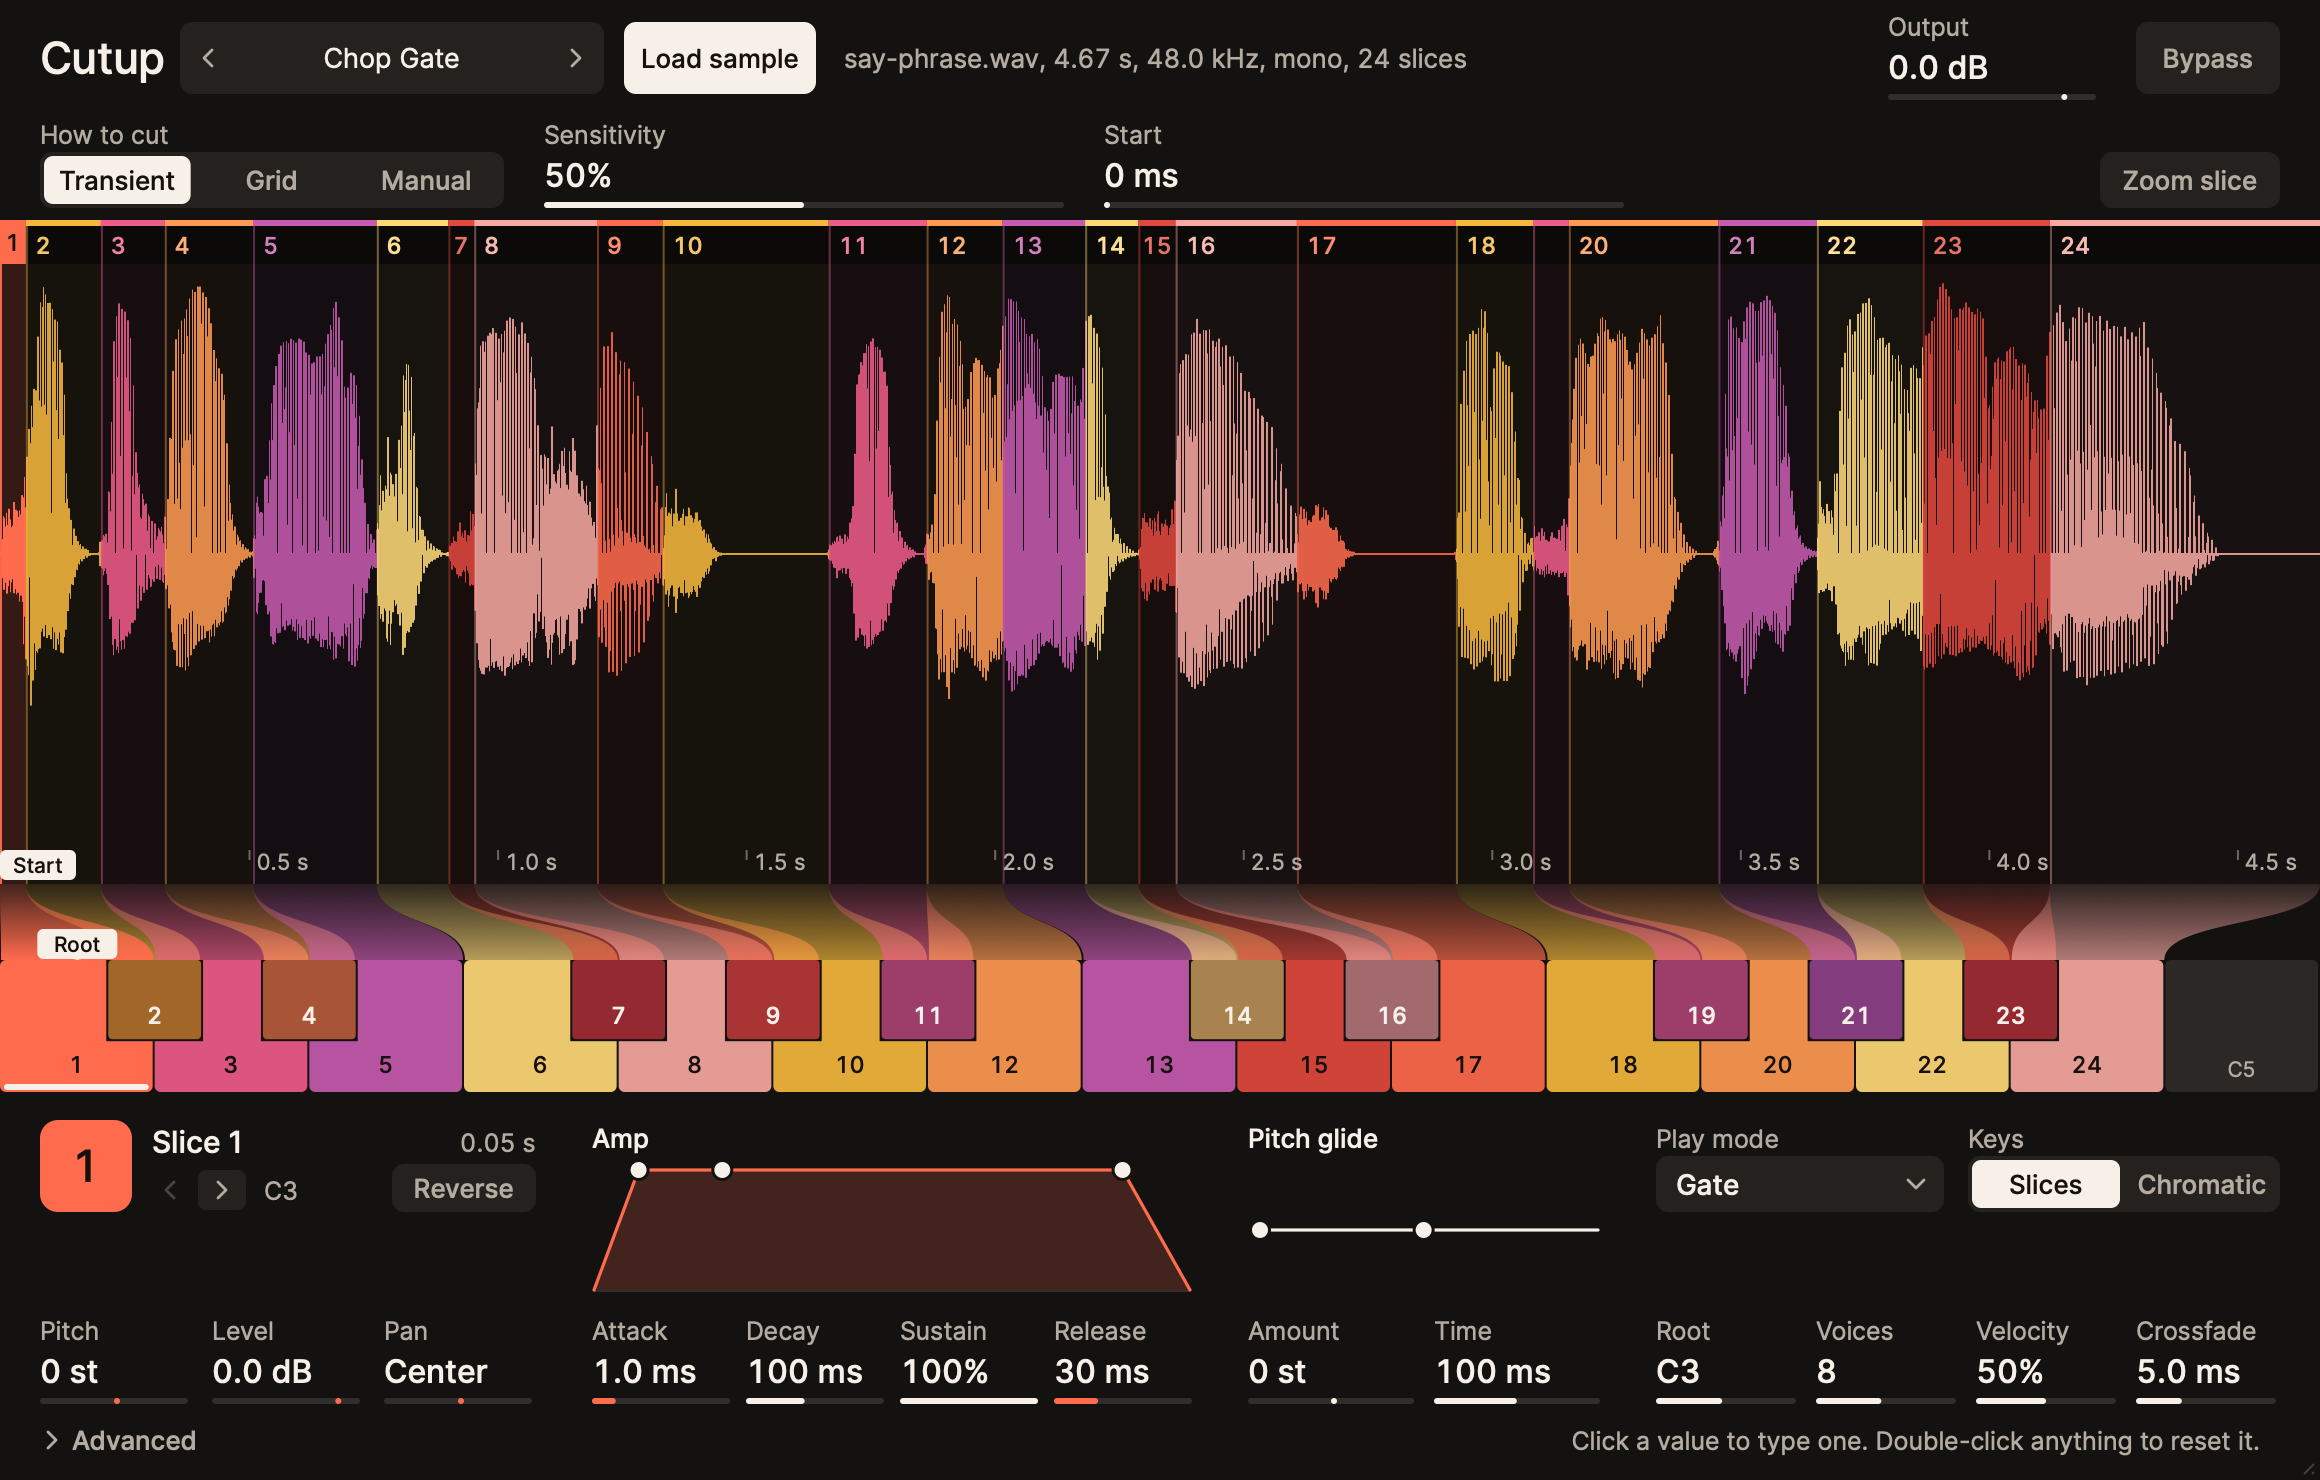 Cutup
Chop Gate
Load sample
say-phrase.wav, 4.67 s, 48.0 kHz, mono, 24 slices
Output
0.0 dB
Bypass
How to cut
Transient Grid Manual
Sensitivity
50%
Start
0 ms
Zoom slice
1 2 3 4 5 6 7 8 9 10 11 12 13 14 15 16 17 18 20 21 22 23 24
Start
0.5 s 1.0 s 1.5 s 2.0 s 2.5 s 3.0 s 3.5 s 4.0 s 4.5 s
Root
2 4 7 9 11 14 16 19 21 23
1 3 5 6 8 10 12 13 15 17 18 20 22 24 C5
1
Slice 1
0.05 s
C3
Reverse
Amp
Pitch glide
Play mode
Gate
Keys
Slices Chromatic
Pitch Level Pan Attack Decay Sustain Release Amount Time Root Voices Velocity Crossfade
0 st 0.0 dB Center 1.0 ms 100 ms 100% 30 ms 0 st 100 ms C3 8 50% 5.0 ms
Advanced
Click a value to type one. Double-click anything to reset it.